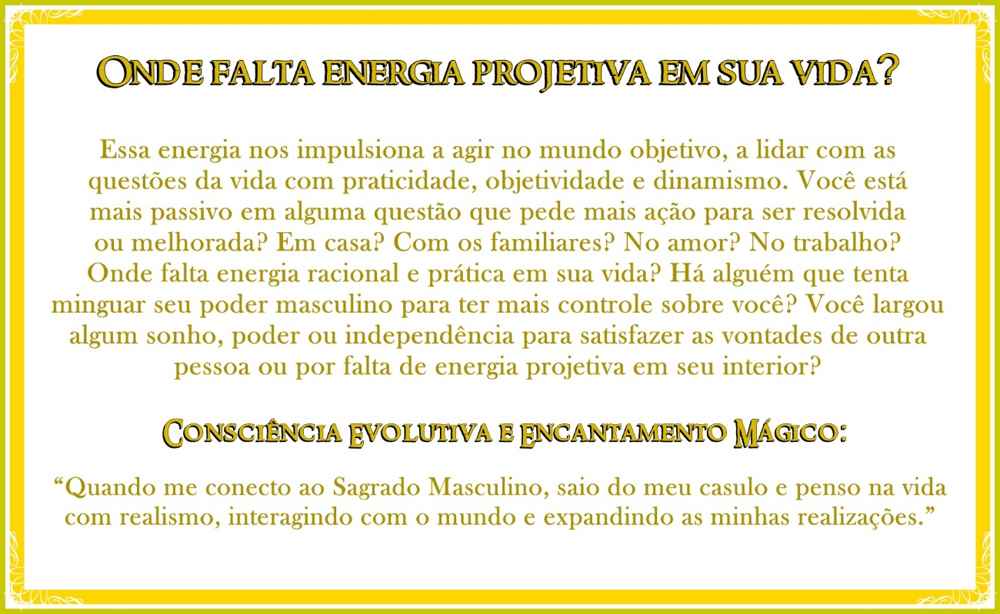 Onde falta energia projetiva em sua vida?
Essa energia nos impulsiona a agir no mundo objetivo, a lidar com as
questões da vida com praticidade, objetividade e dinamismo. Você está
mais passivo em alguma questão que pede mais ação para ser resolvida
ou melhorada? Em casa? Com os familiares? No amor? No trabalho?
Onde falta energia racional e prática em sua vida? Há alguém que tenta
minguar seu poder masculino para ter mais controle sobre você? Você largou
algum sonho, poder ou independência para satisfazer as vontades de outra
pessoa ou por falta de energia projetiva em seu interior?
Consciência Evolutiva e Encantamento Mágico:
“Quando me conecto ao Sagrado Masculino, saio do meu casulo e penso na vida
com realismo, interagindo com o mundo e expandindo as minhas realizações.”